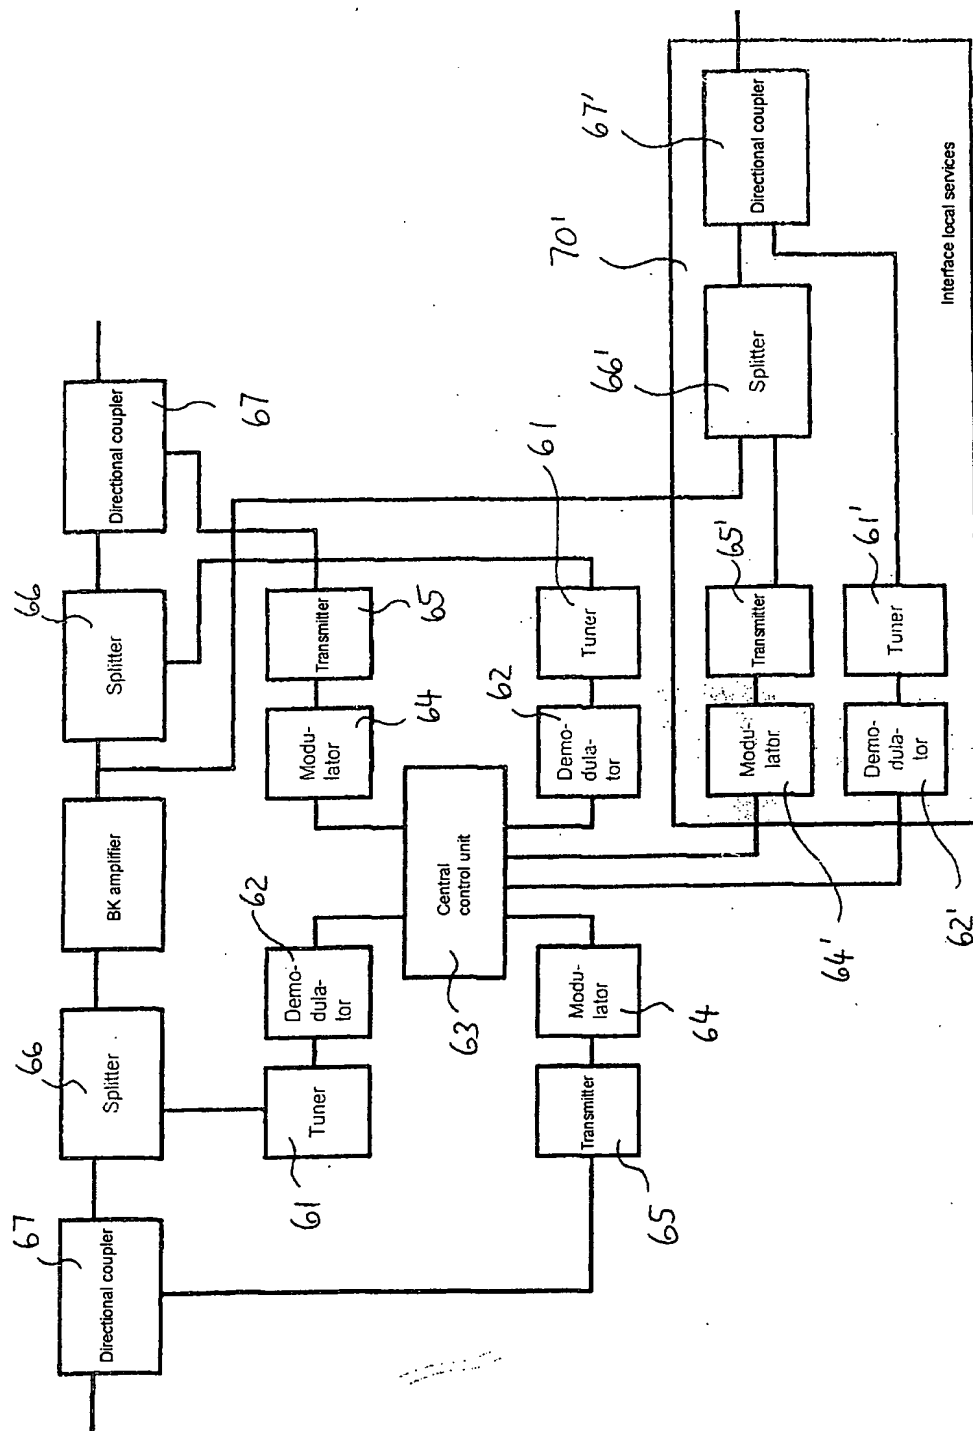 67
Directional coupler
66
Splitter
BK amplifier
66
Splitter
Directional coupler
67
61
Tuner
62
Demo-
dula-
tor
Modu-
lator
64
Transmitter
65
63
Central
control unit
65
Transmitter
Modu-
lator
64
Demo-
dula-
tor
62
Tuner
61
70'
64'
Modu-
lator
Transmitter
65'
66'
Splitter
67'
Directional coupler
62'
Demo-
dula-
tor
Tuner
61'
Interface local services